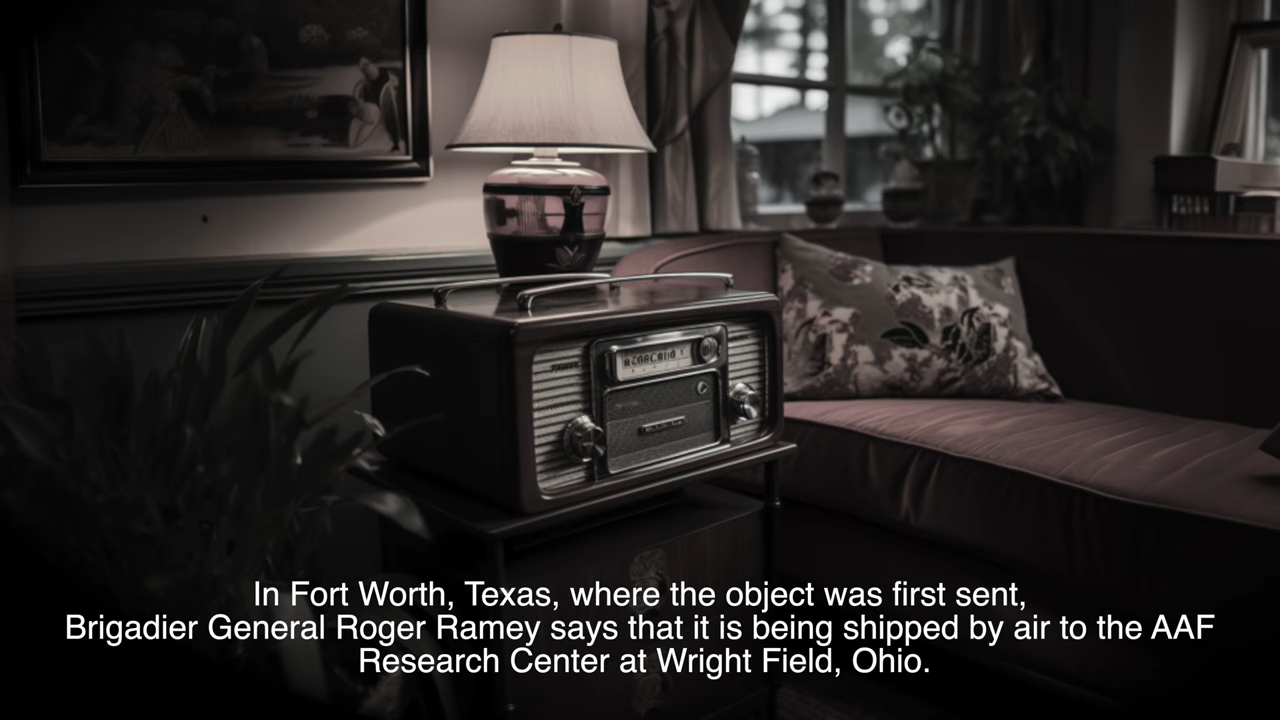 In Fort Worth, Texas, where the object was first sent,
Brigadier General Roger Ramey says that it is being shipped by air to the AAF
Research Center at Wright Field, Ohio.